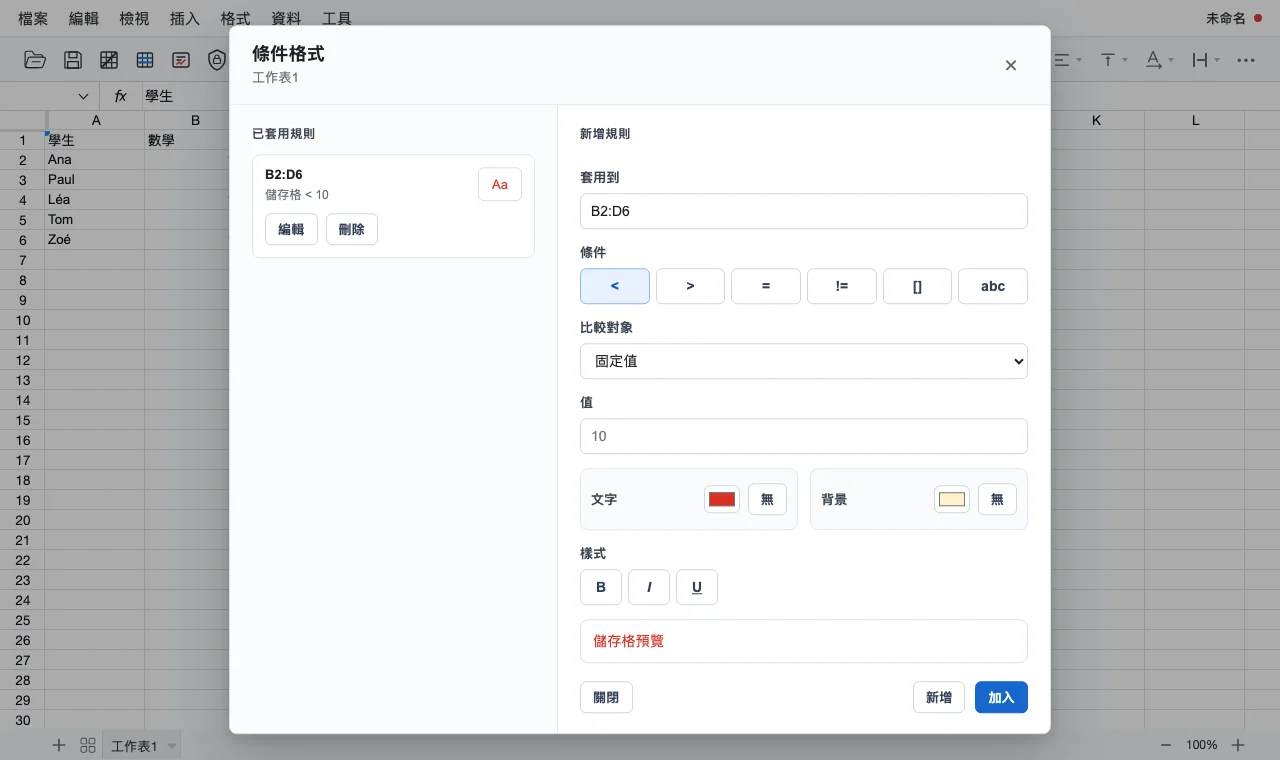 檔案 編輯 檢視 插入 格式 資料 工具 未命名
fx 學生
A B K L
1 學生 數學
2 Ana
3 Paul
4 Léa
5 Tom
6 Zoé
7
8
9
10
11
12
13
14
15
16
17
18
19
20
21
22
23
24
25
26
27
28
29
30
工作表1
100%
條件格式
工作表1
已套用規則
B2:D6
儲存格 < 10
Aa
編輯 刪除
新增規則
套用到
B2:D6
條件
< > = != [] abc
比較對象
固定值
值
10
文字 無 背景 無
樣式
B I U
儲存格預覽
關閉 新增 加入